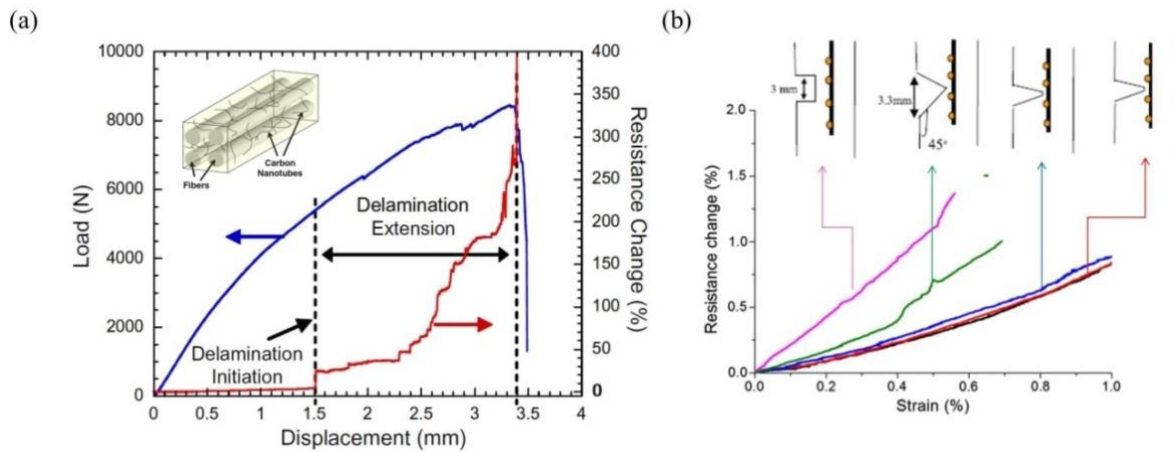 (a)
10000
8000
6000
4000
2000
0
Load (N)
400
350
300
250
200
150
100
50
0
Resistance Change (%)
0
0.5
1
1.5
2
2.5
3
3.5
4
Displacement (mm)
Fibers
Carbon
Nanotubes
Delamination
Extension
Delamination
Initiation
(b)
3 mm
3.3mm
45°
2.0
1.5
1.0
0.5
0.0
Resistance change (%)
0.0
0.2
0.4
0.6
0.8
1.0
Strain (%)